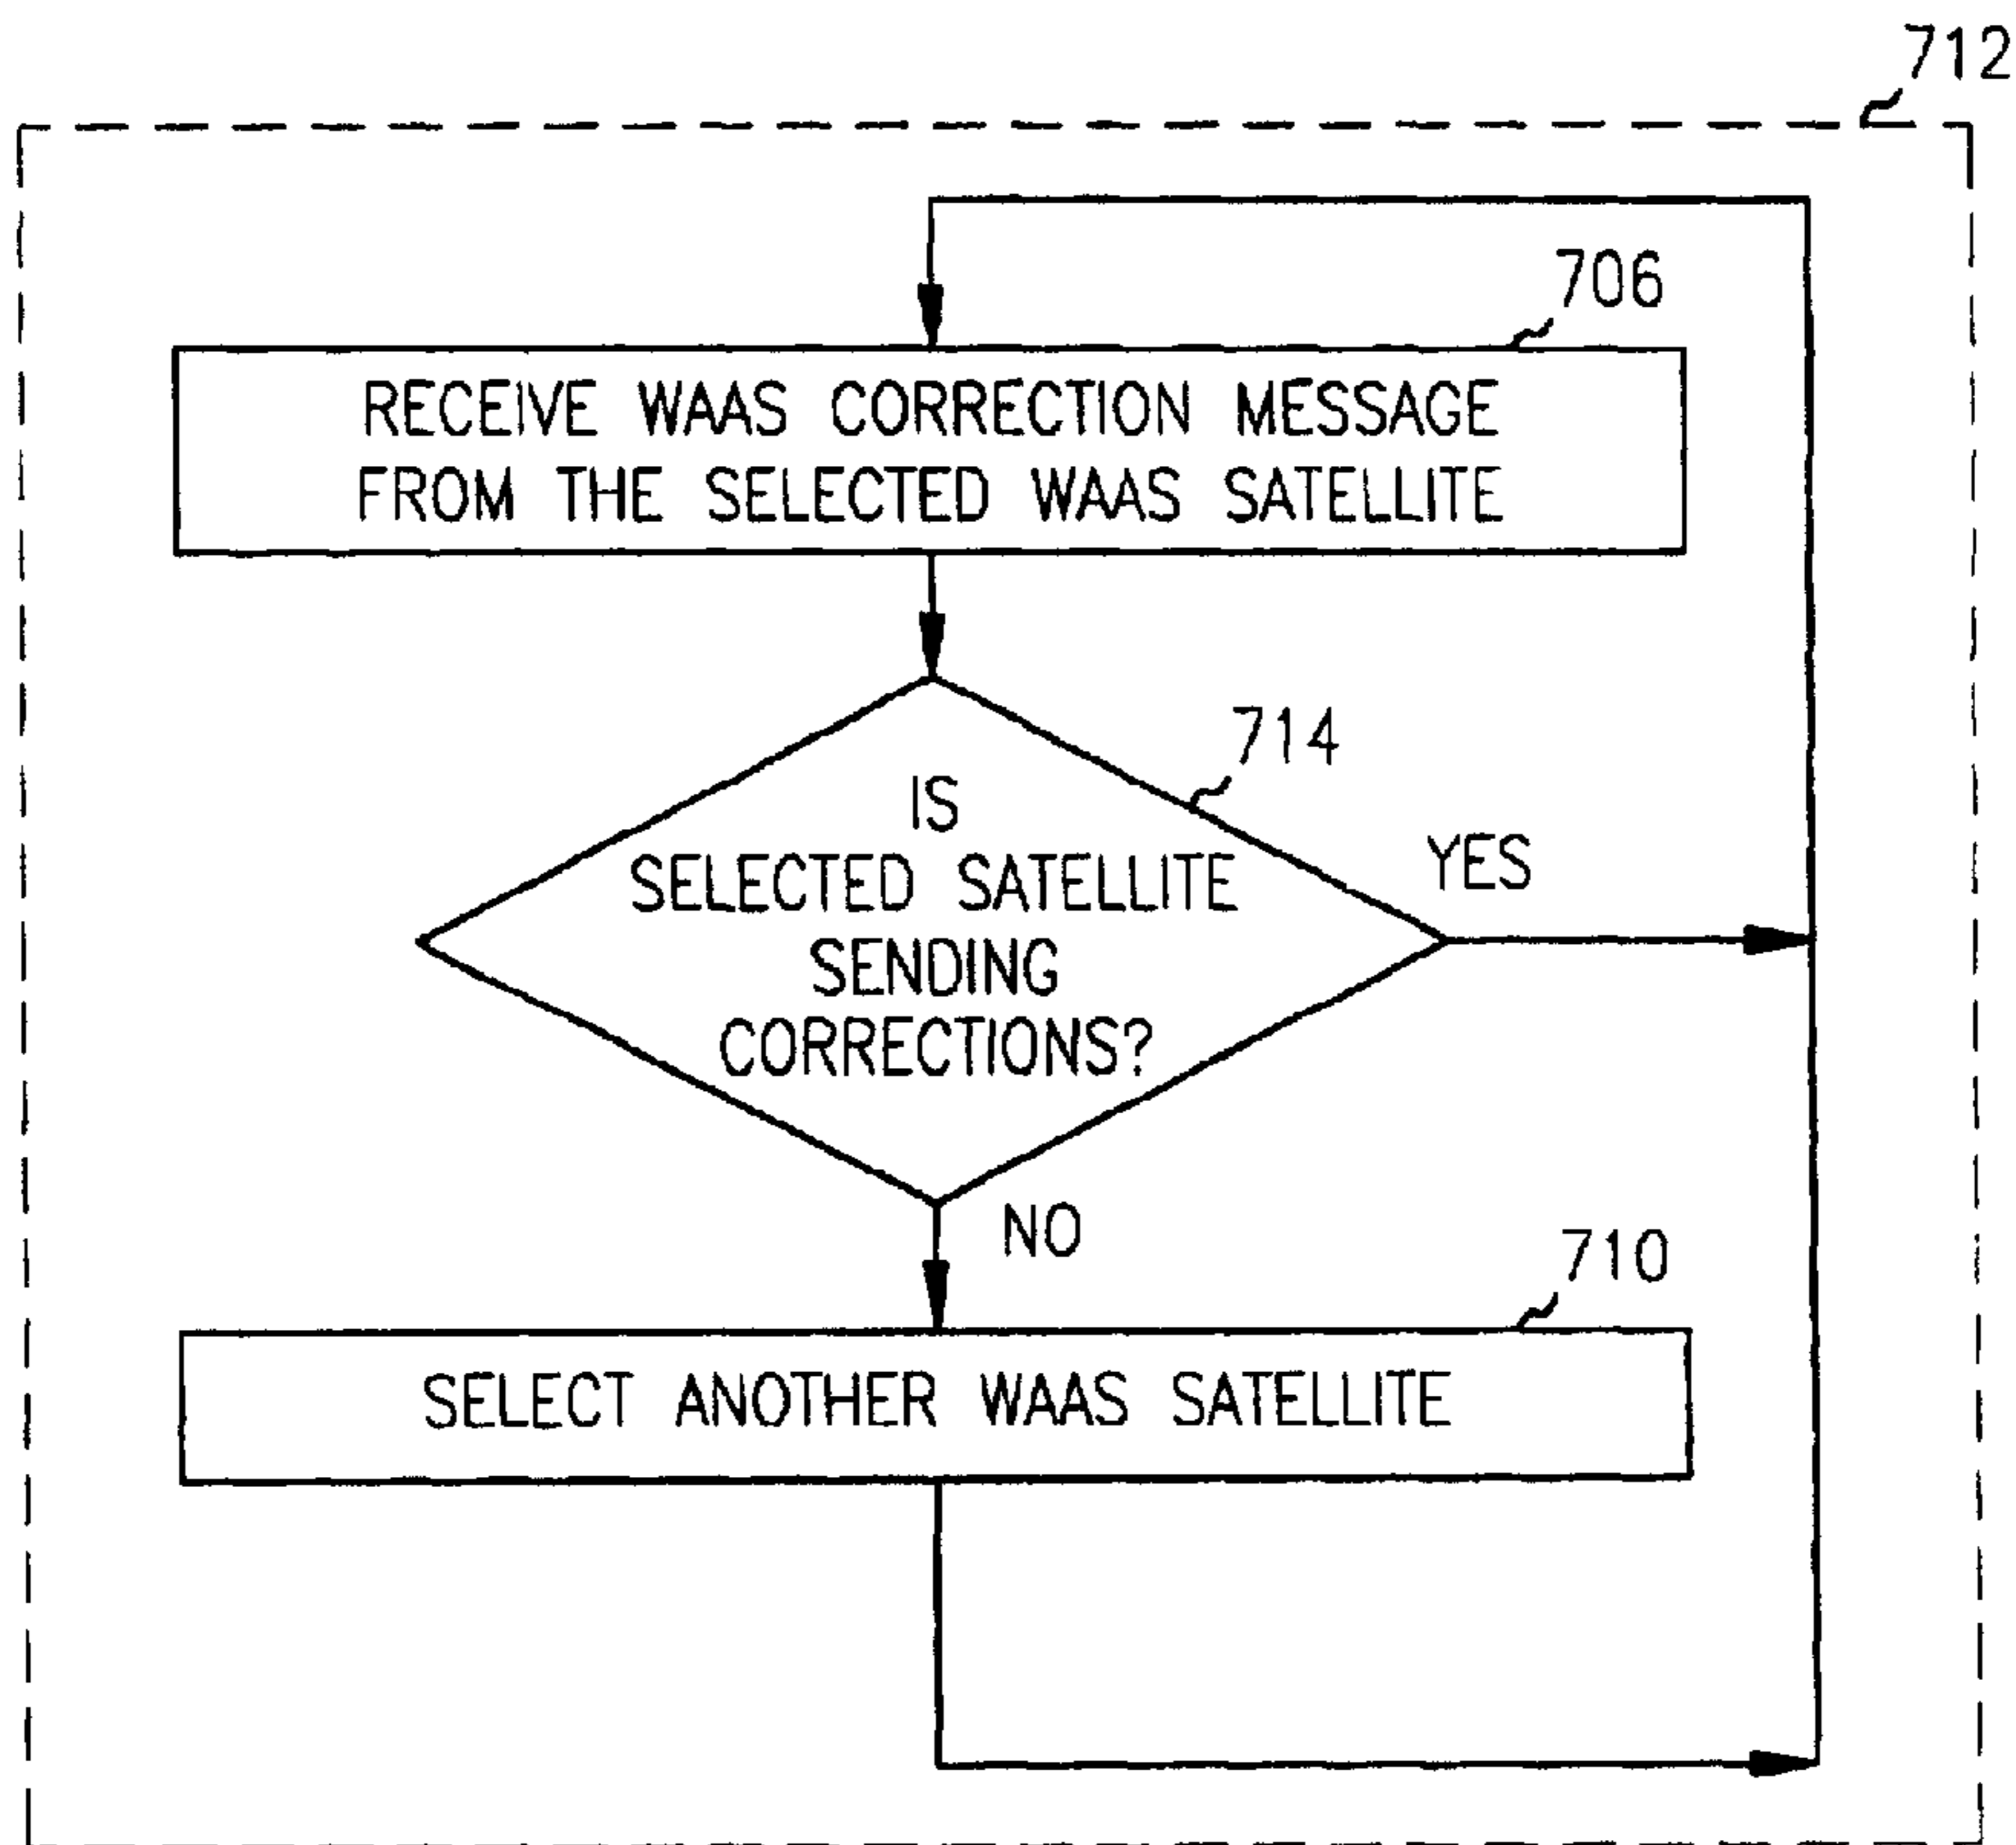 712
706
RECEIVE WAAS CORRECTION MESSAGE
FROM THE SELECTED WAAS SATELLITE
714
IS
SELECTED SATELLITE
SENDING
CORRECTIONS?
YES
NO
710
SELECT ANOTHER WAAS SATELLITE